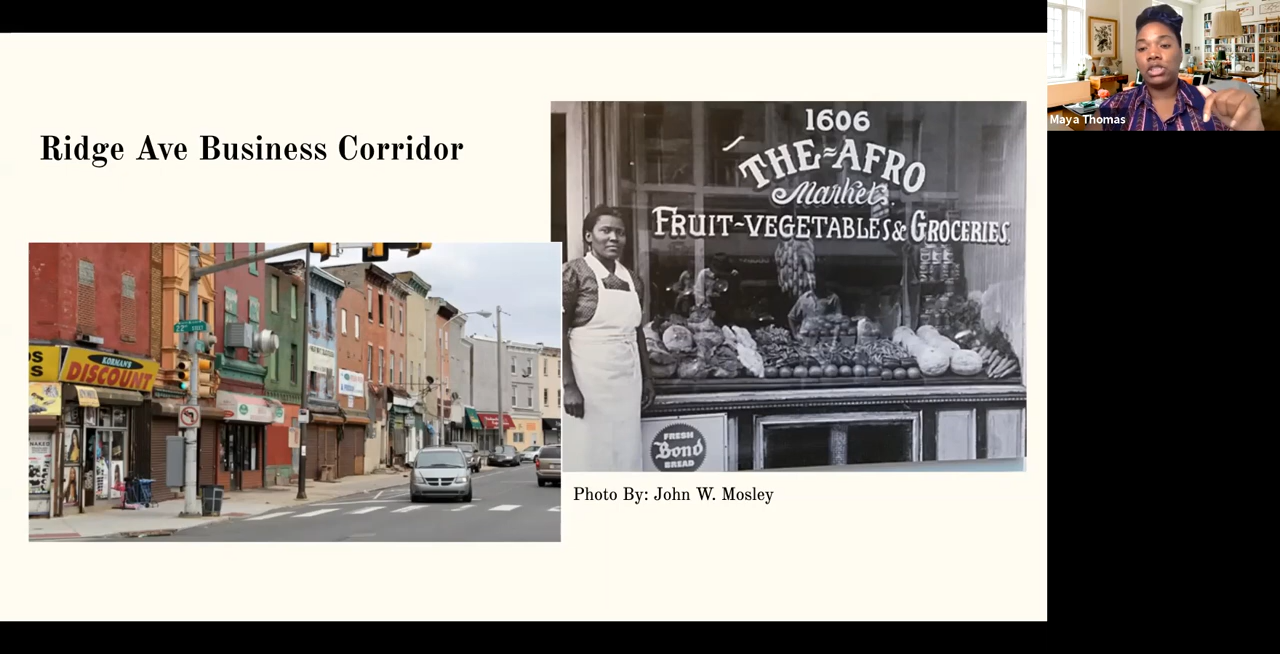 Ridge Ave Business Corridor
1606
THE=AFRO
Market.
FRUIT~VEGETABLES & GROCERIES.
FRESH
Bond
BREAD
Photo By: John W. Mosley
22nd
KORMAN'S
DISCOUNT
Maya Thomas